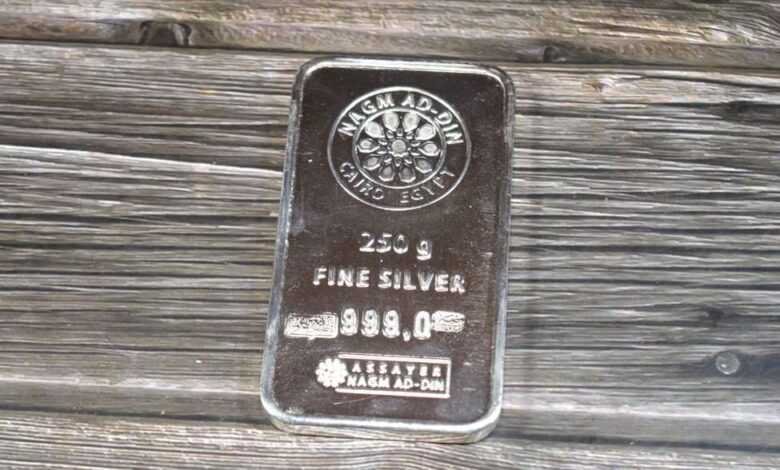 NAGM AD-DIN
CAIRO EGYPT
250 g
FINE SILVER
999,0
ASSAYER
NAGM AD-DIN